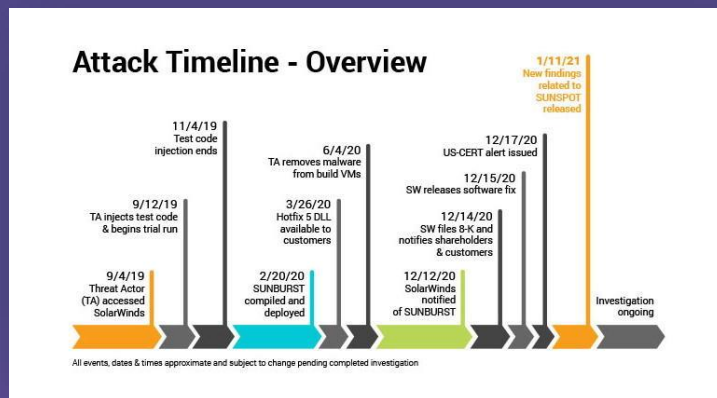 Attack Timeline - Overview
9/4/19
Threat Actor
(TA) accessed
SolarWinds
9/12/19
TA injects test code
& begins trial run
11/4/19
Test code
injection ends
2/20/20
SUNBURST
compiled and
deployed
3/26/20
Hotfix 5 DLL
available to
customers
6/4/20
TA removes malware
from build VMs
12/12/20
SolarWinds
notified
of SUNBURST
12/14/20
SW files 8-K and
notifies shareholders
& customers
12/15/20
SW releases software fix
12/17/20
US-CERT alert issued
1/11/21
New findings
related to
SUNSPOT
released
Investigation
ongoing
All events, dates & times approximate and subject to change pending completed investigation